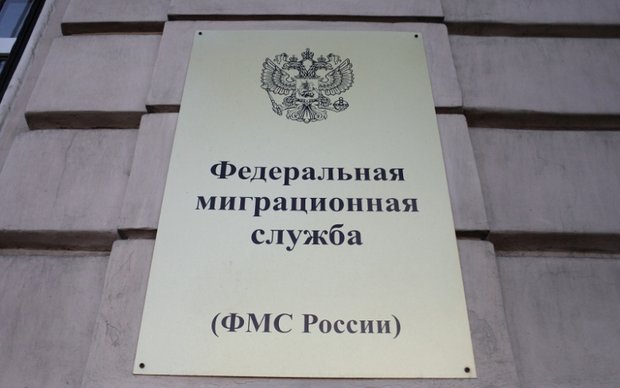 Федеральная
миграционная
служба
(ФМС России)